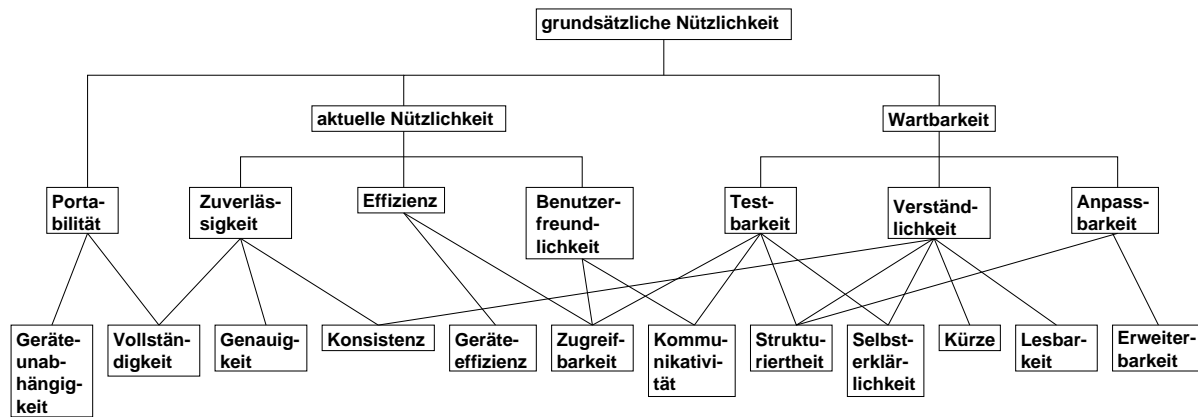 grundsätzliche Nützlichkeit
aktuelle Nützlichkeit
Wartbarkeit
Porta-
bilität
Zuverläs-
sigkeit
Effizienz
Benutzer-
freund-
lichkeit
Test-
barkeit
Verständ-
lichkeit
Anpass-
barkeit
Geräte-
unab-
hängig-
keit
Vollstän-
digkeit
Genauig-
keit
Konsistenz
Geräte-
effizienz
Zugreif-
barkeit
Kommu-
nikativi-
tät
Struktu-
riertheit
Selbst-
erklär-
lichkeit
Kürze
Lesbar-
keit
Erweiter-
barkeit